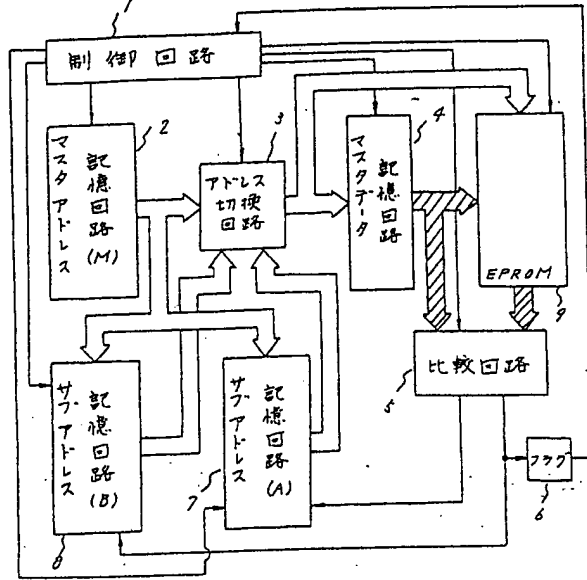 1
制御回路
2
マスタアドレス
記憶回路(M)
3
アドレス
切換
回路
4
マスタデータ
記憶回路
EPROM
9
5
比較回路
フラグ
6
7
サブアドレス
記憶回路(A)
8
サブアドレス
記憶回路(B)